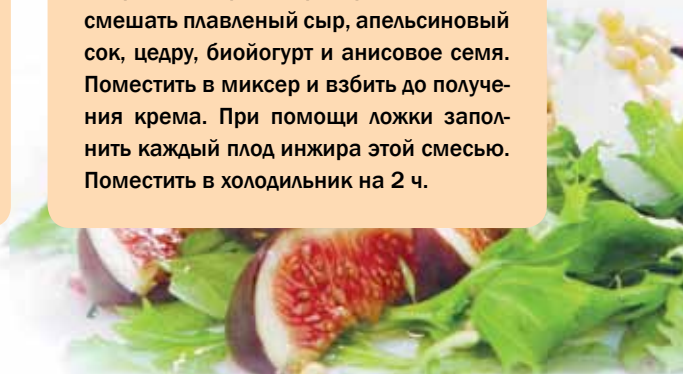 смешать плавленый сыр, апельсиновый
сок, цедру, биойогурт и анисовое семя.
Поместить в миксер и взбить до получе-
ния крема. При помощи ложки запол-
нить каждый плод инжира этой смесью.
Поместить в холодильник на 2 ч.